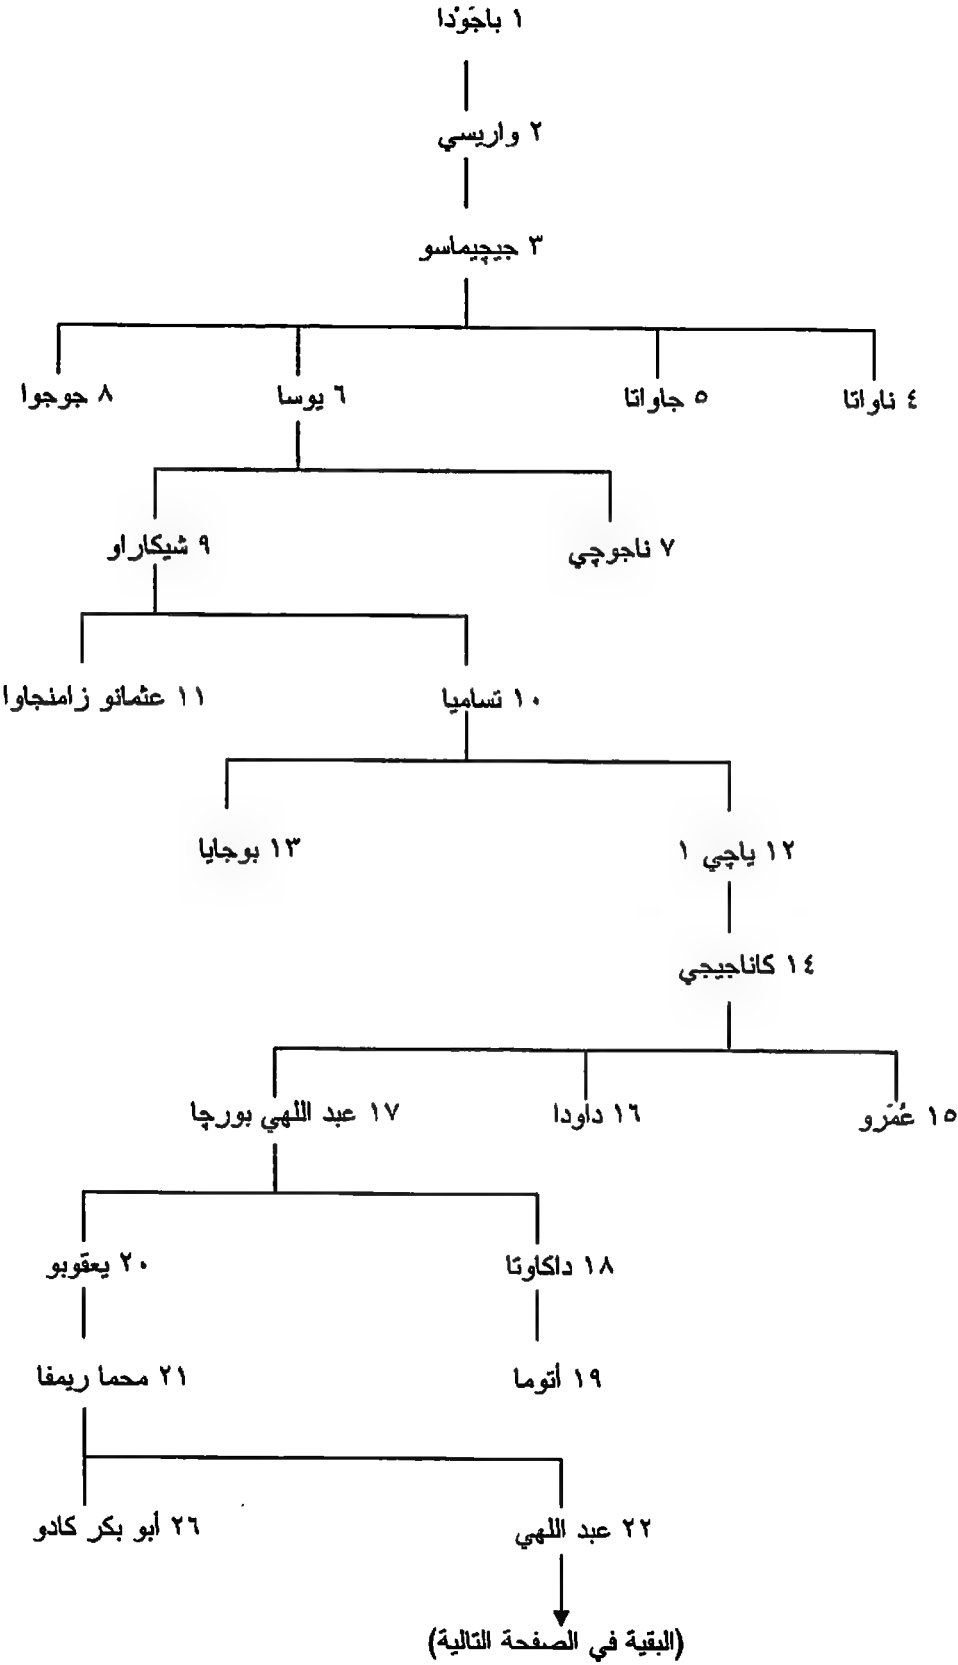 ١ باجَوْدا
٢ واريسي
٣ جيچيماسو
٤ ناواتا
٥ جاواتا
٦ يوسا
٨ جوجوا
٧ ناجوچي
٩ شيكاراو
١٠ تساميا
١١ عثمانو زامنجاوا
١٢ ياچي ١
١٣ بوجايا
١٤ كاناجيجي
١٥ عُمَرو
١٦ داودا
١٧ عبد اللهي بورچا
١٨ داكاوتا
٢٠ يعقوبو
١٩ أتوما
٢١ محما ريمفا
٢٢ عبد اللهي
٢٦ أبو بكر كادو
(البقية في الصفحة التالية)